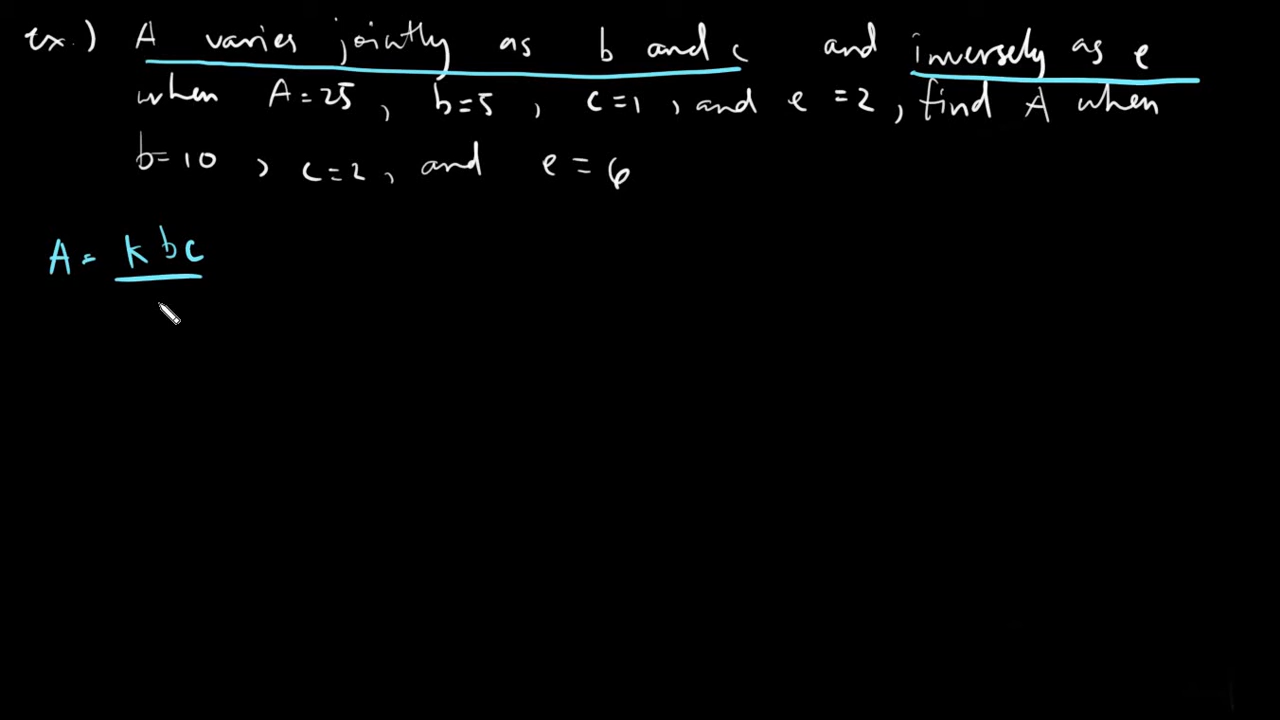 ex.) A varies jointly as b and c and inversely as e
when A = 25, b = 5, c = 1, and e = 2, find A when
b = 10, c = 2, and e = 6
A = k b c